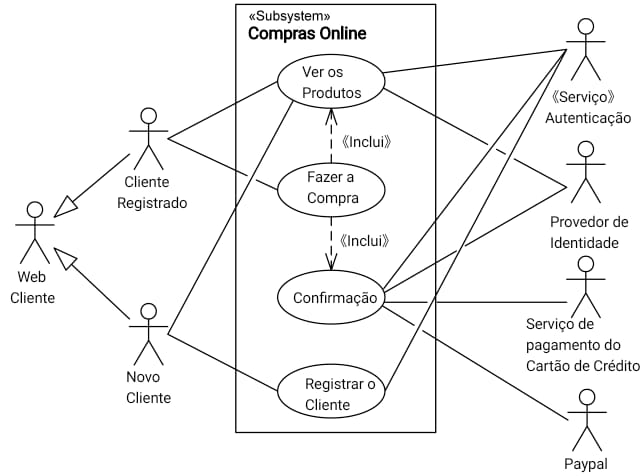 «Subsystem»
Compras Online
Ver os
Produtos
《Inclui》
Fazer a
Compra
《Inclui》
Confirmação
Registrar o
Cliente
Cliente
Registrado
Web
Cliente
Novo
Cliente
《Serviço》
Autenticação
Provedor de
Identidade
Serviço de
pagamento do
Cartão de Crédito
Paypal